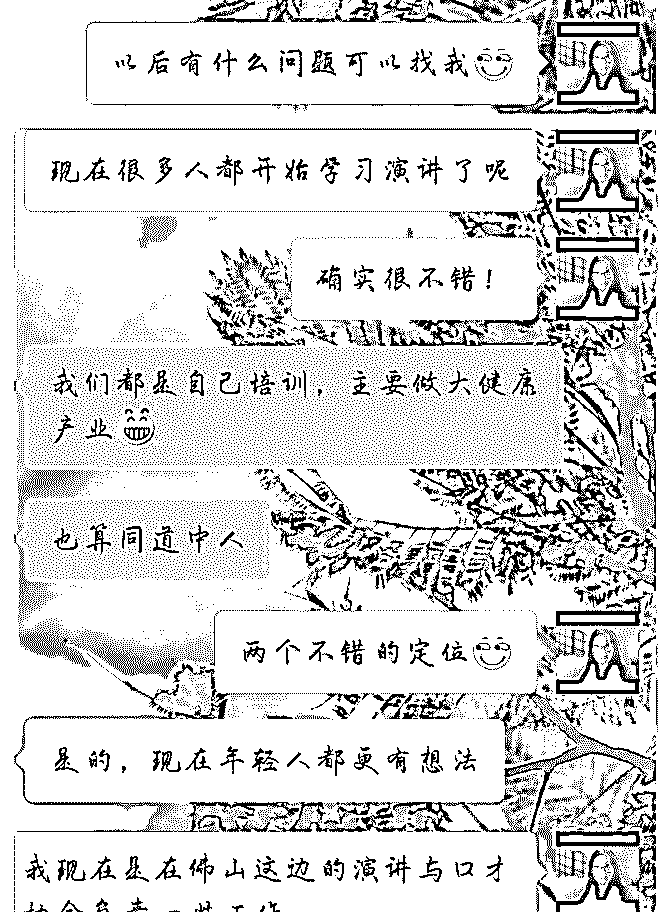 以后有什么问题可以找我
现在很多人都开始学习演讲了呢
确实很不错！
我们都是自己培训，主要做大健康
产业
也算同道中人
两个不错的定位
是的，现在年轻人都更有想法
我现在是在佛山这边的演讲与口才